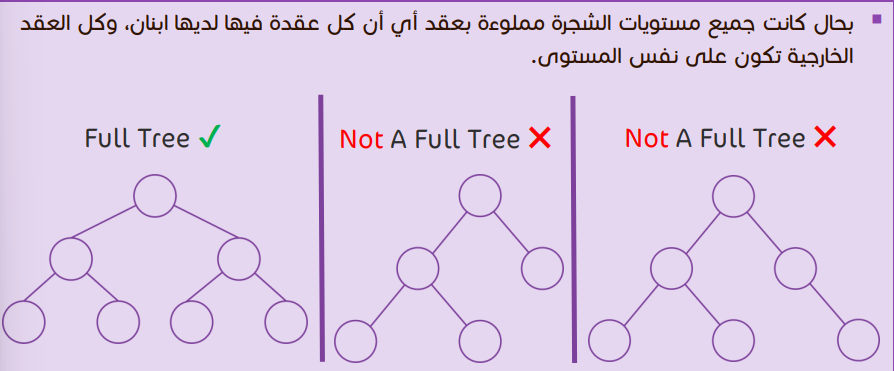 ▪ بحال كانت جميع مستويات الشجرة مملوءة بعقد أي أن كل عقدة فيها لديها ابنان، وكل العقد
الخارجية تكون على نفس المستوى.
Full Tree ✓
Not A Full Tree ✗
Not A Full Tree ✗